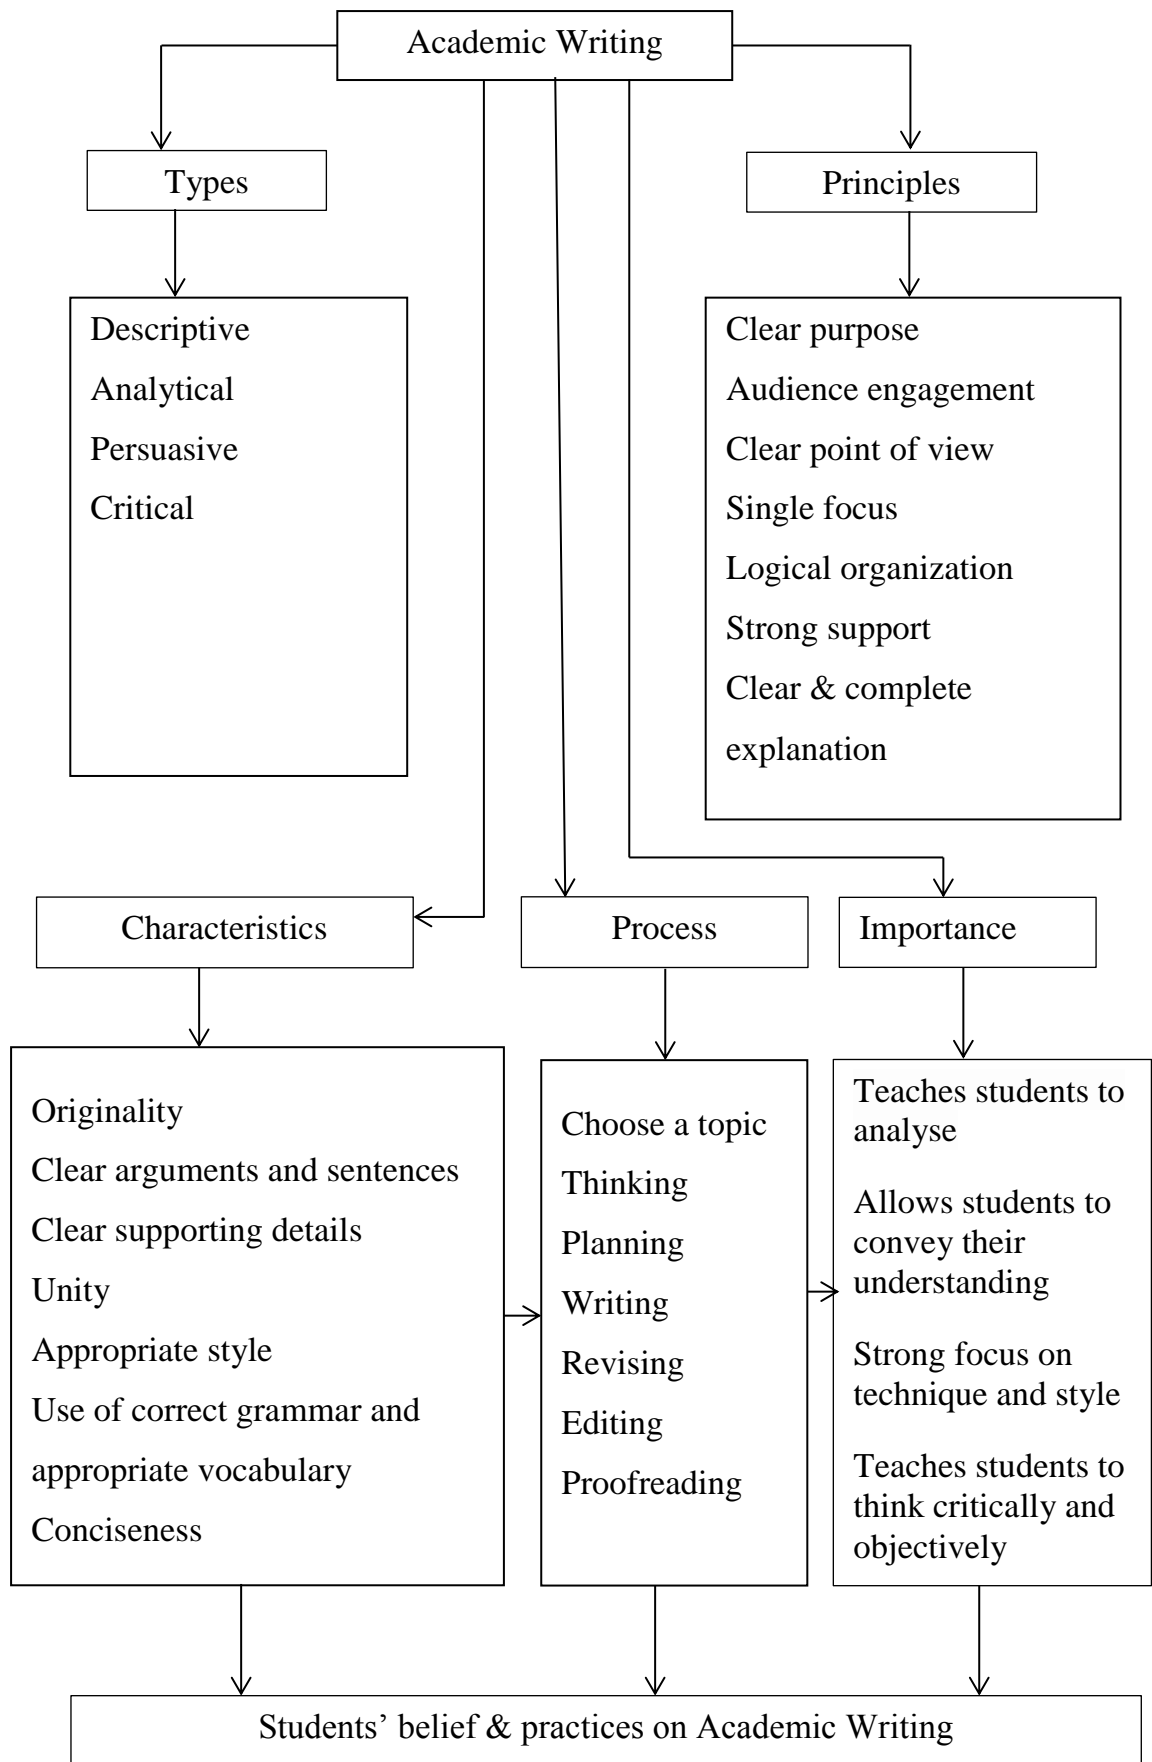 Academic Writing
Types
Principles
Descriptive
Analytical
Persuasive
Critical
Clear purpose
Audience engagement
Clear point of view
Single focus
Logical organization
Strong support
Clear & complete
explanation
Characteristics
Process
Importance
Originality
Clear arguments and sentences
Clear supporting details
Unity
Appropriate style
Use of correct grammar and
appropriate vocabulary
Conciseness
Choose a topic
Thinking
Planning
Writing
Revising
Editing
Proofreading
Teaches students to
analyse
Allows students to
convey their
understanding
Strong focus on
technique and style
Teaches students to
think critically and
objectively
Students’ belief & practices on Academic Writing